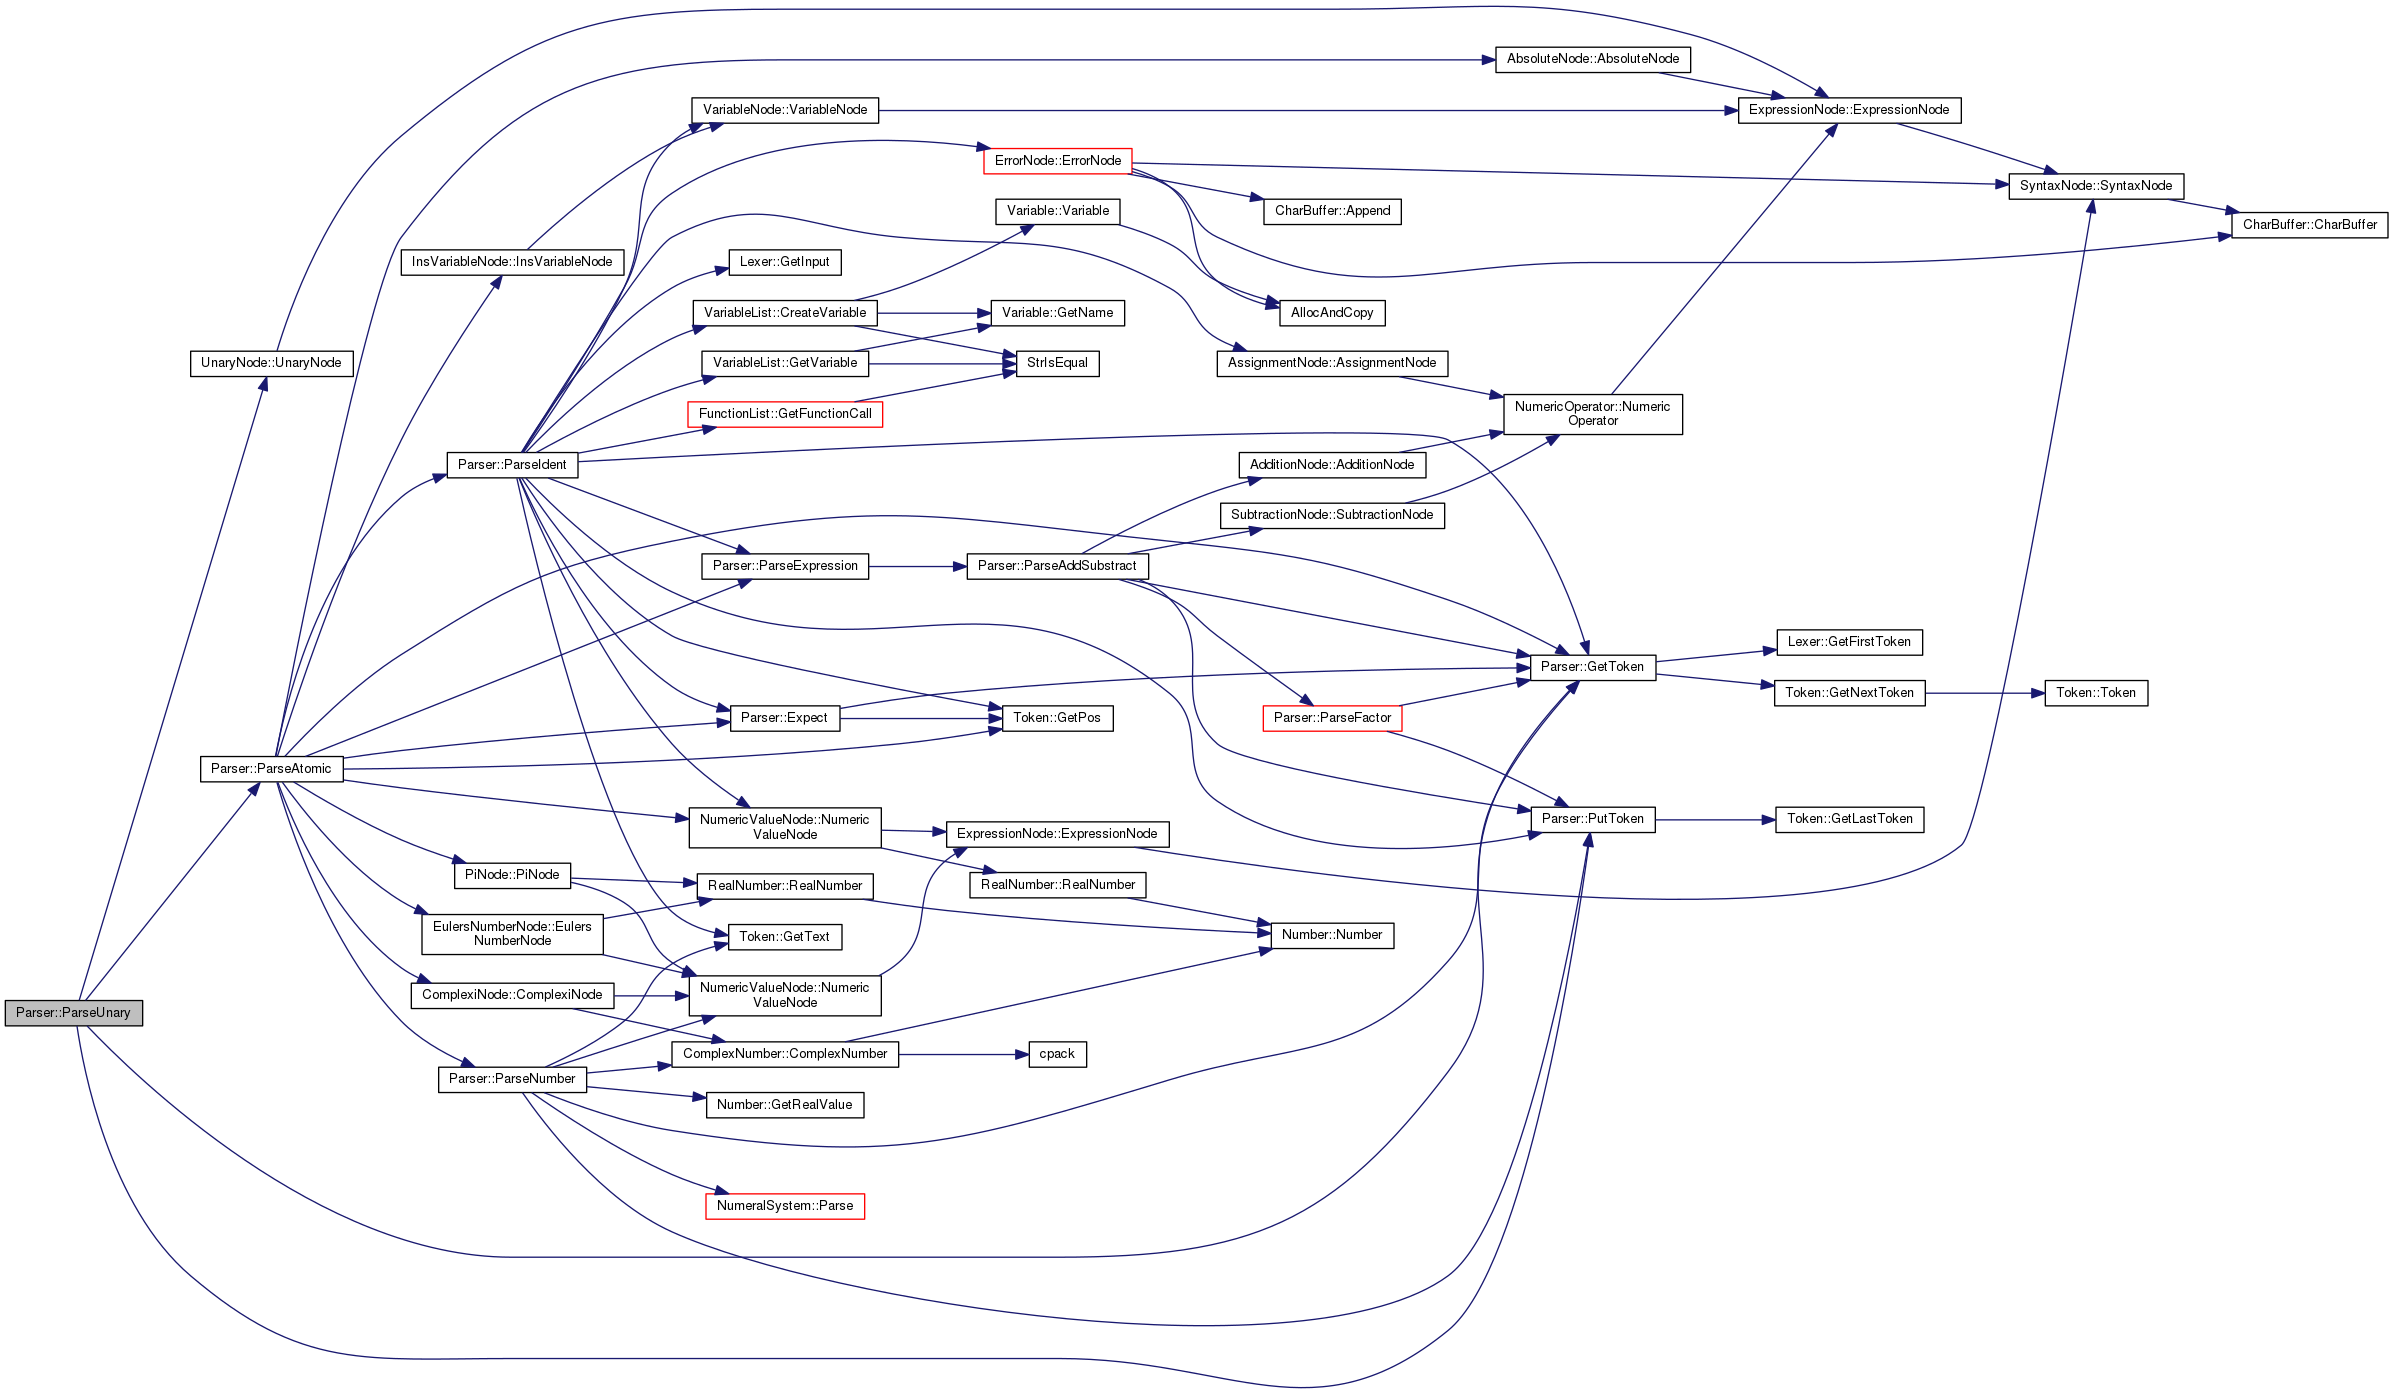 AbsoluteNode::AbsoluteNode
VariableNode::VariableNode
ExpressionNode::ExpressionNode
ErrorNode::ErrorNode
SyntaxNode::SyntaxNode
Variable::Variable
CharBuffer::Append
CharBuffer::CharBuffer
InsVariableNode::InsVariableNode
Lexer::GetInput
VariableList::CreateVariable
Variable::GetName
AllocAndCopy
UnaryNode::UnaryNode
VariableList::GetVariable
StrIsEqual
AssignmentNode::AssignmentNode
FunctionList::GetFunctionCall
NumericOperator::Numeric
Operator
Parser::ParseIdent
AdditionNode::AdditionNode
SubtractionNode::SubtractionNode
Parser::ParseExpression
Parser::ParseAddSubstract
Lexer::GetFirstToken
Parser::GetToken
Token::GetNextToken
Token::Token
Parser::Expect
Token::GetPos
Parser::ParseFactor
Parser::ParseAtomic
NumericValueNode::Numeric
ValueNode
ExpressionNode::ExpressionNode
Parser::PutToken
Token::GetLastToken
PiNode::PiNode
RealNumber::RealNumber
RealNumber::RealNumber
EulersNumberNode::Eulers
NumberNode
Token::GetText
Number::Number
ComplexiNode::ComplexiNode
NumericValueNode::Numeric
ValueNode
Parser::ParseUnary
ComplexNumber::ComplexNumber
cpack
Parser::ParseNumber
Number::GetRealValue
NumeralSystem::Parse